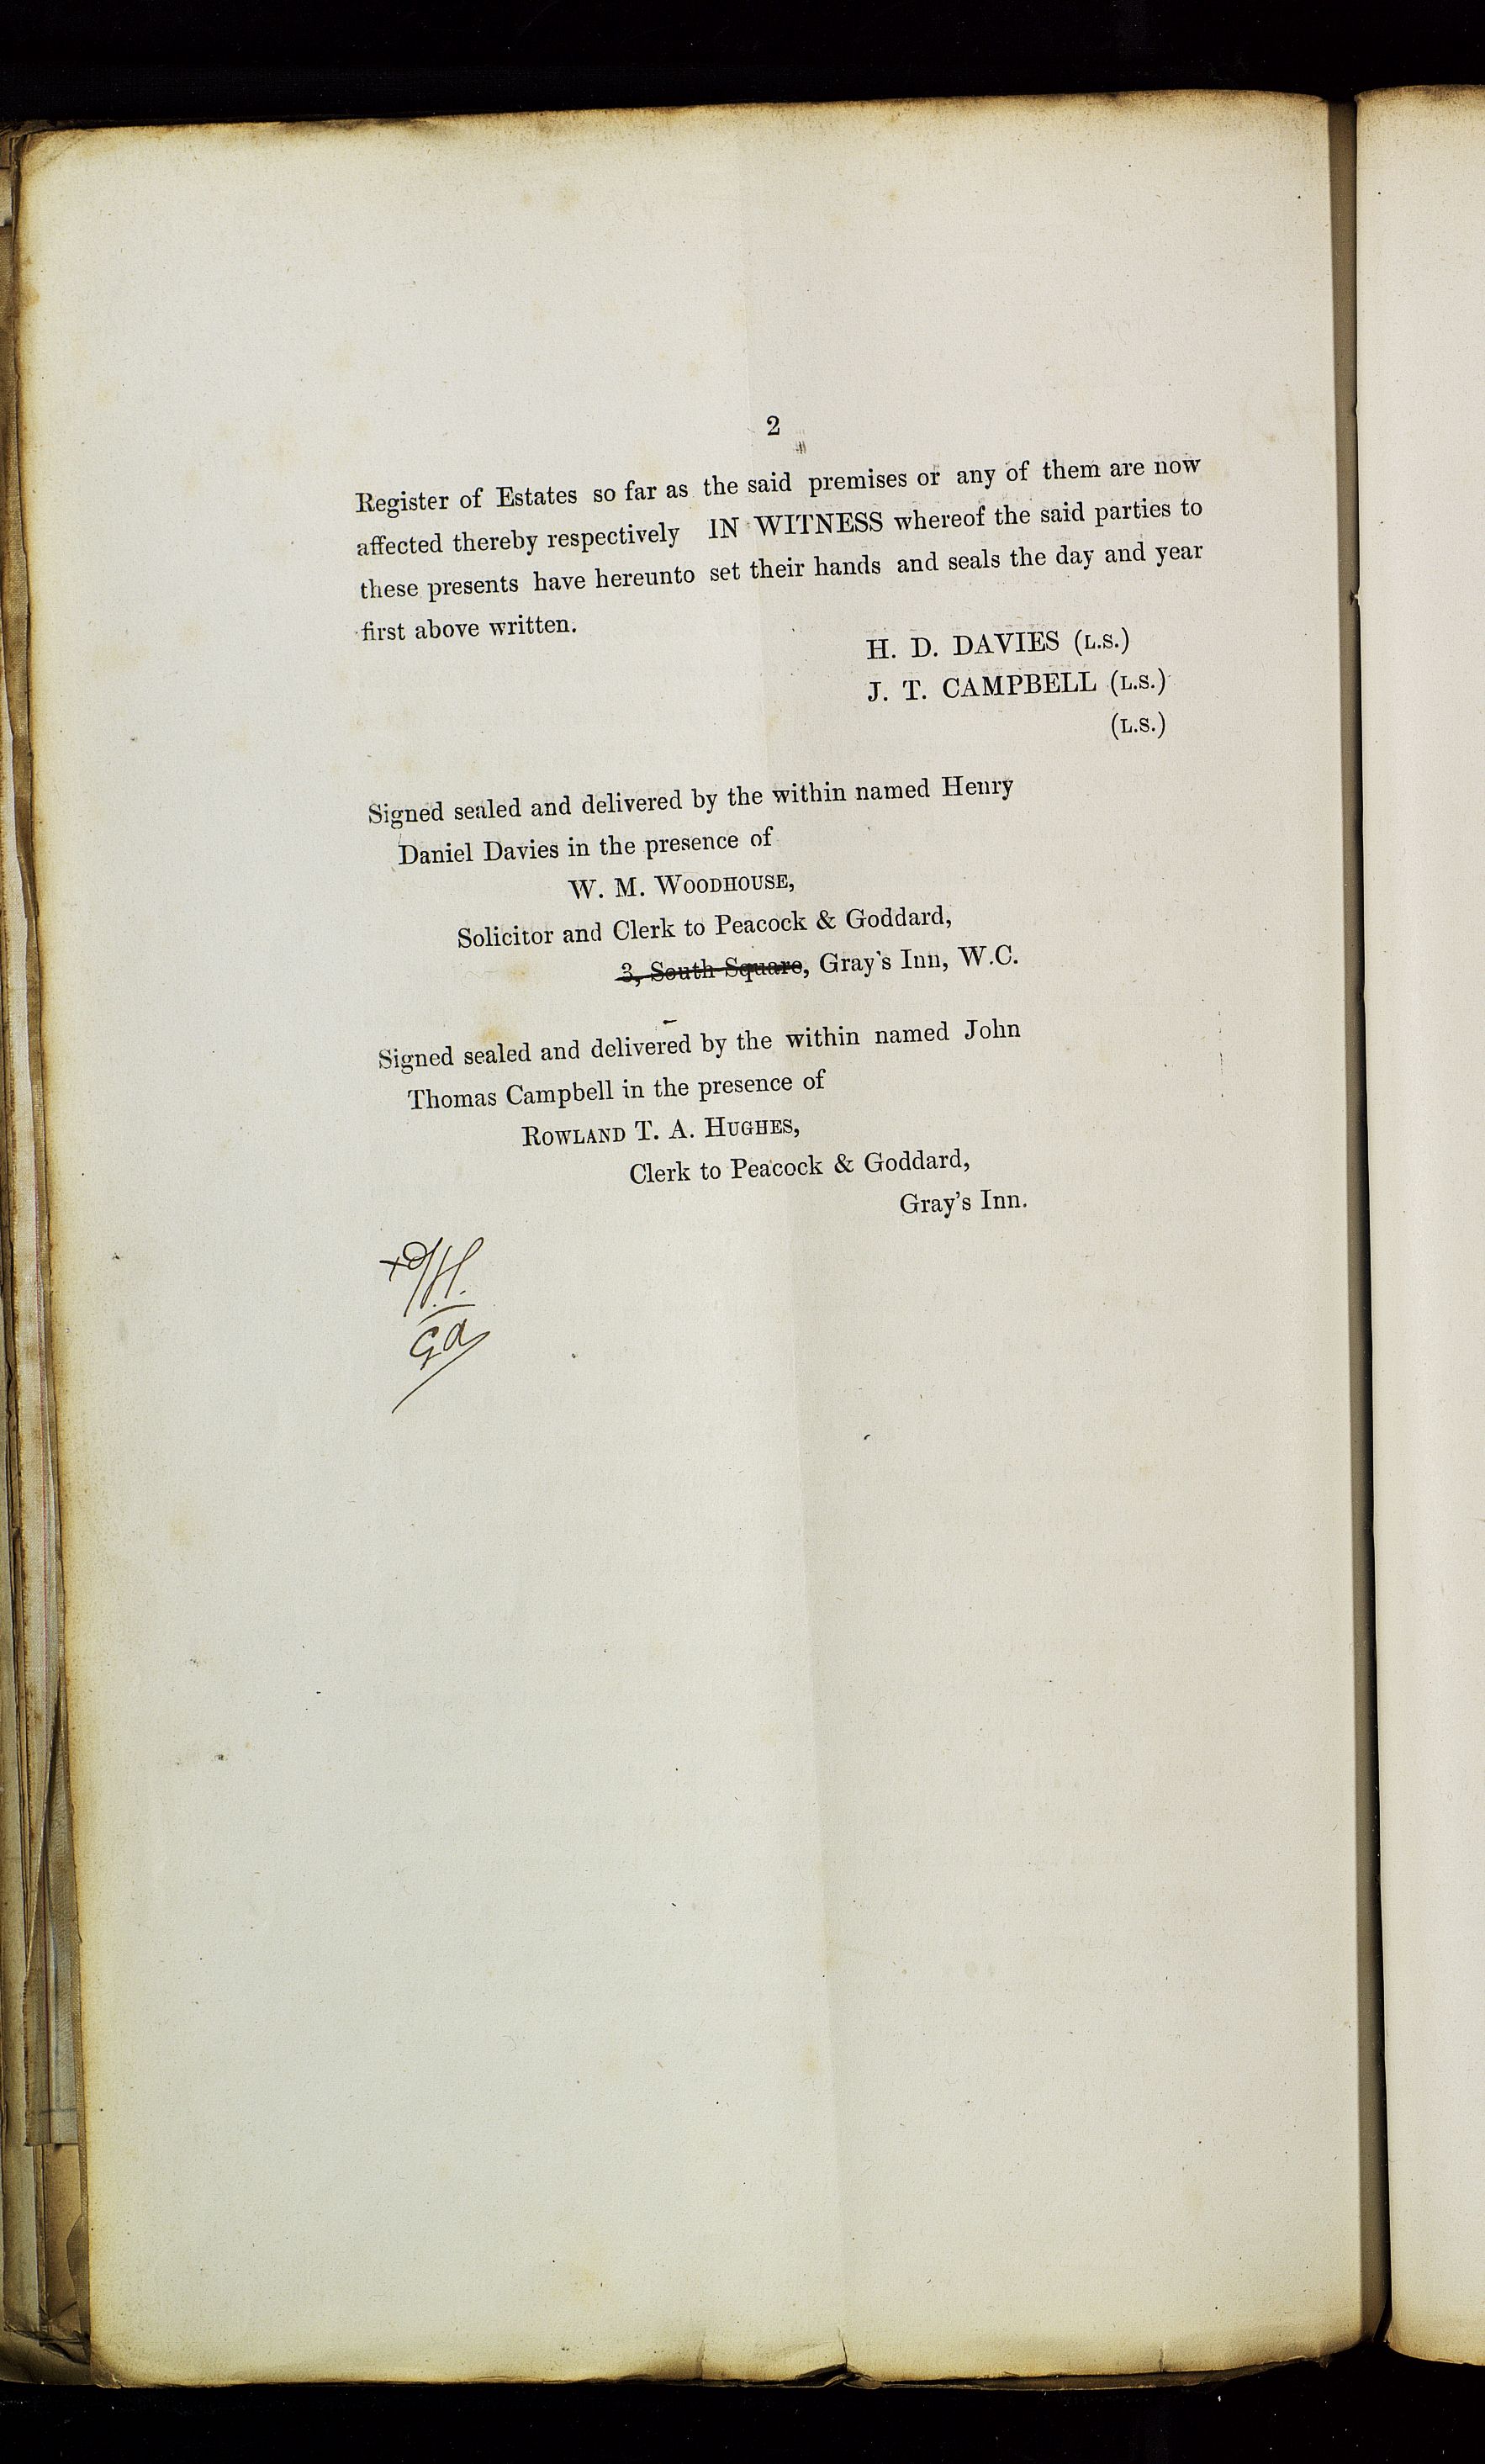 2
Register of Estates so far as the said premises or any of them are now
affected thereby respectively IN WITNESS whereof the said parties to
these presents have hereunto set their hands and seals the day and year
first above written.
H. D. DAVIES (L.S.)
J. T. CAMPBELL (L.S.)
(L.S.)
Signed sealed and delivered by the within named Henry
Daniel Davies in the presence of
W. M. WOODHOUSE,
Solicitor and Clerk to Peacock & Goddard,
3, South Square, Gray's Inn, W.C.
Signed sealed and delivered by the within named John
Thomas Campbell in the presence of
ROWLAND T. A. HUGHES,
Clerk to Peacock & Goddard,
Gray's Inn.